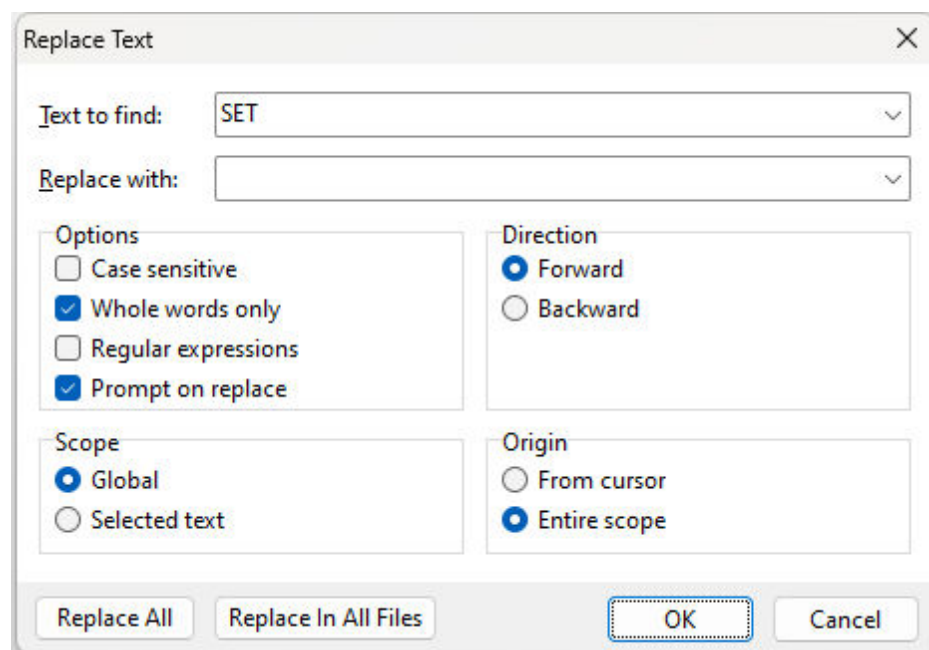 Replace Text
Text to find: SET
Replace with:
Options
Case sensitive
Whole words only
Regular expressions
Prompt on replace
Direction
Forward
Backward
Scope
Global
Selected text
Origin
From cursor
Entire scope
Replace All Replace In All Files OK Cancel